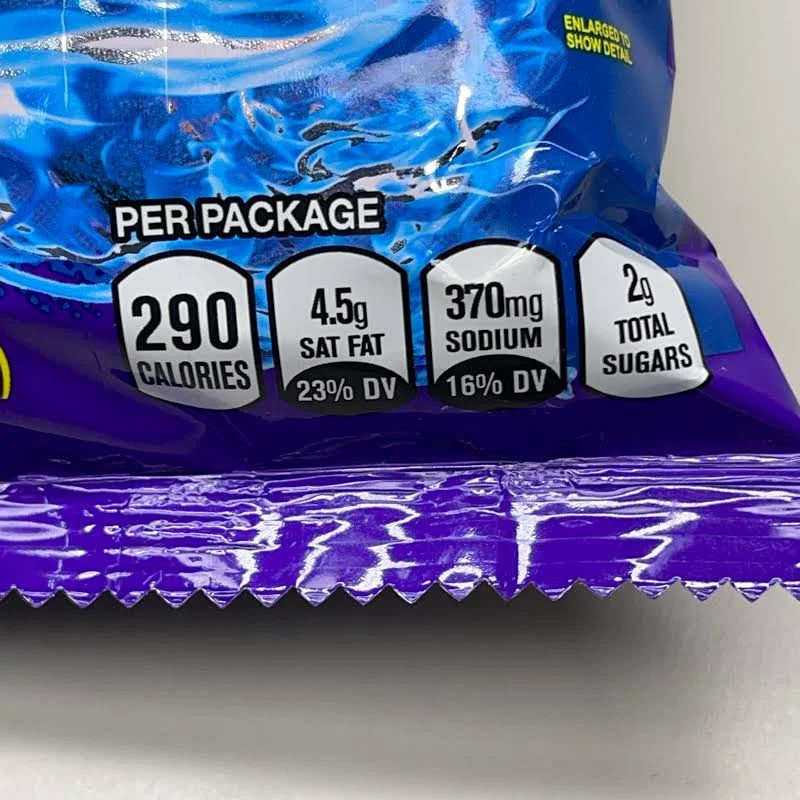 ENLARGED TO
SHOW DETAIL
PER PACKAGE
290
CALORIES
4.5g
SAT FAT
23% DV
370mg
SODIUM
16% DV
2g
TOTAL
SUGARS